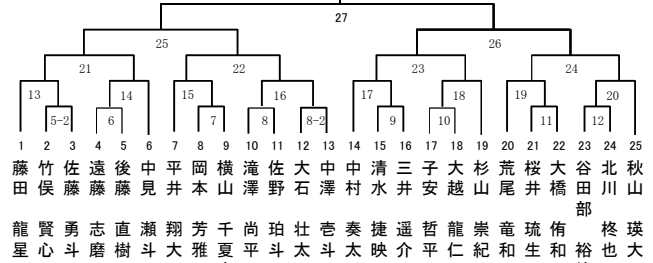 27
25 26
21 22 23 24
13 14 15 16 17 18 19 20
5-2 6 7 8 8-2 9 10 11 12
1 2 3 4 5 6 7 8 9 10 11 12 13 14 15 16 17 18 19 20 21 22 23 24 25
藤田 龍星
竹俣 賢心
佐藤 勇斗
遠藤 志磨
後藤 直樹
中見 瀬斗
平井 翔大
岡本 芳雅
横山 千夏
滝澤 尚平
佐野 珀斗
大石 壮太
中澤 壱斗
中村 奏太
清水 捷映
三井 遥介
子安 哲平
大越 龍仁
杉山 崇紀
荒尾 竜和
桜井 琉生
大橋 侑和
谷田部 裕
北川 柊也
秋山 瑛大